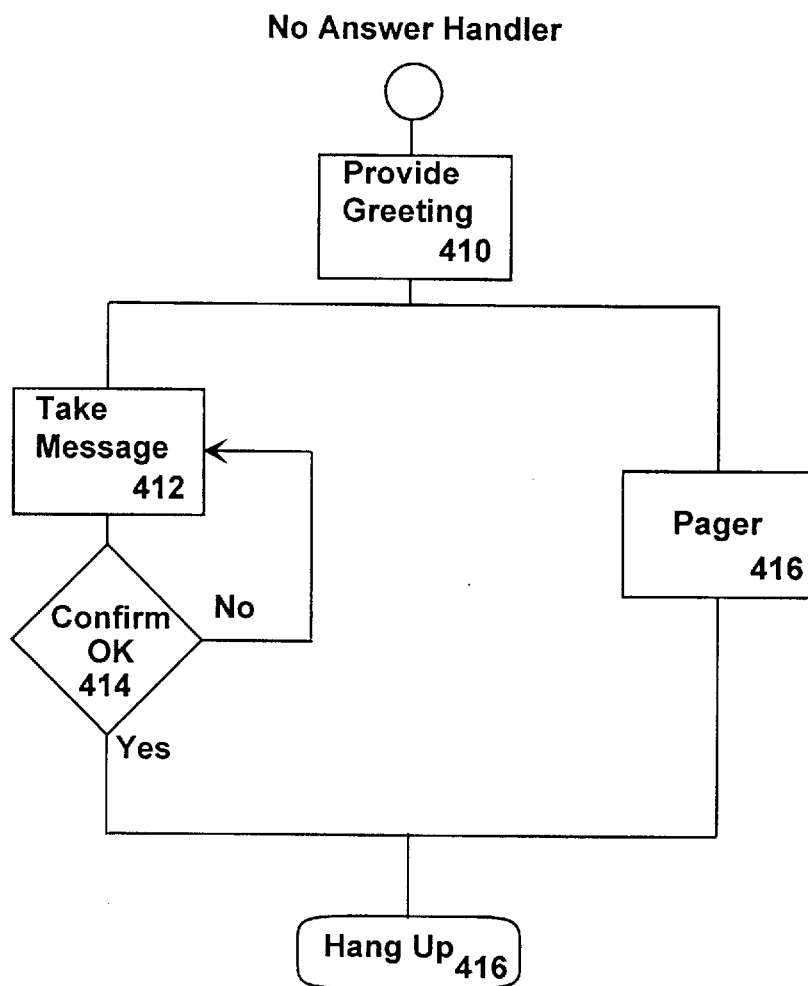 No Answer Handler
Provide
Greeting
410
Take
Message
412
Pager
416
No
Confirm
OK
414
Yes
Hang Up
416